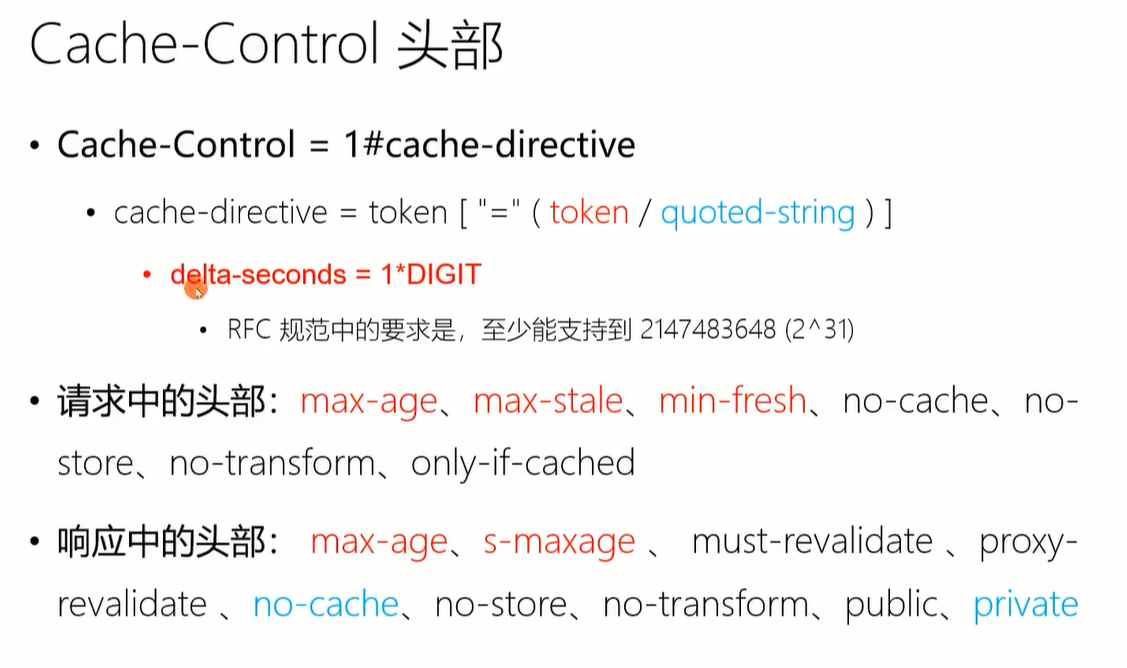 Cache-Control 头部
• Cache-Control = 1#cache-directive
• cache-directive = token [ "=" ( token / quoted-string ) ]
• delta-seconds = 1*DIGIT
• RFC 规范中的要求是，至少能支持到 2147483648 (2^31)
• 请求中的头部：max-age、max-stale、min-fresh、no-cache、no-
store、no-transform、only-if-cached
• 响应中的头部： max-age、s-maxage 、 must-revalidate 、proxy-
revalidate 、no-cache、no-store、no-transform、public、private